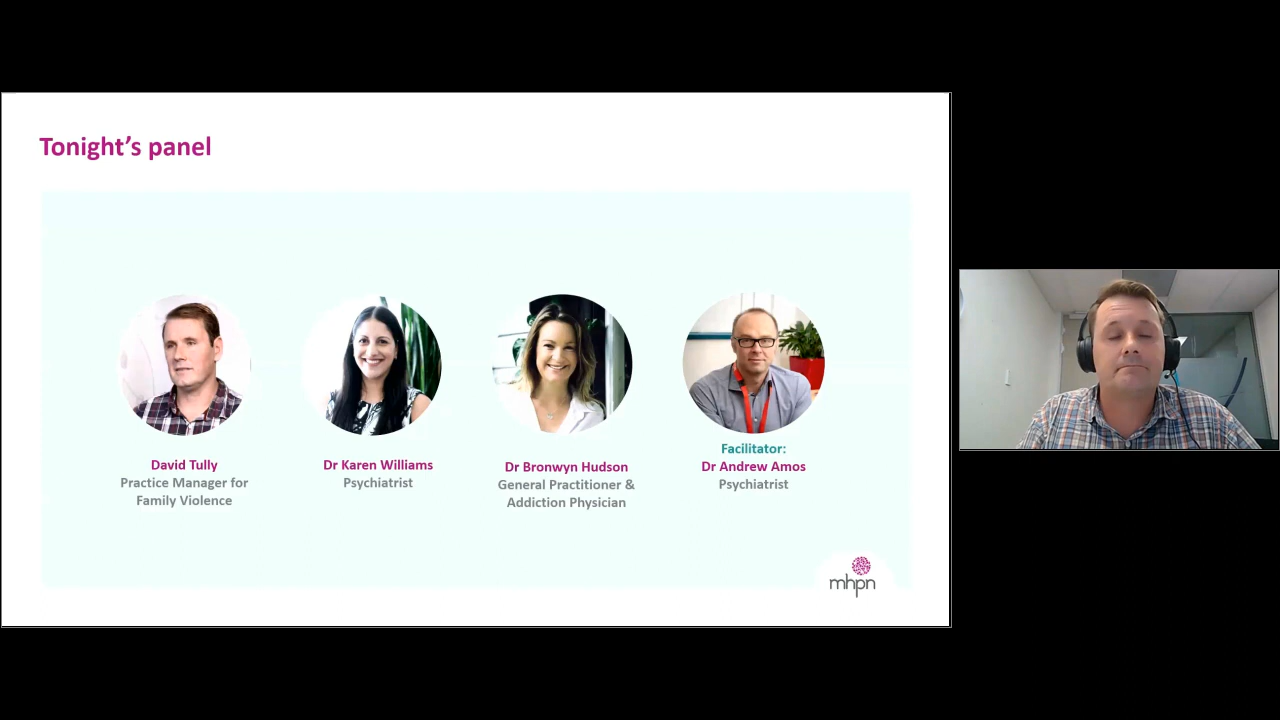 Tonight's panel
David Tully
Practice Manager for
Family Violence
Dr Karen Williams
Psychiatrist
Dr Bronwyn Hudson
General Practitioner &
Addiction Physician
Facilitator:
Dr Andrew Amos
Psychiatrist
mhpn